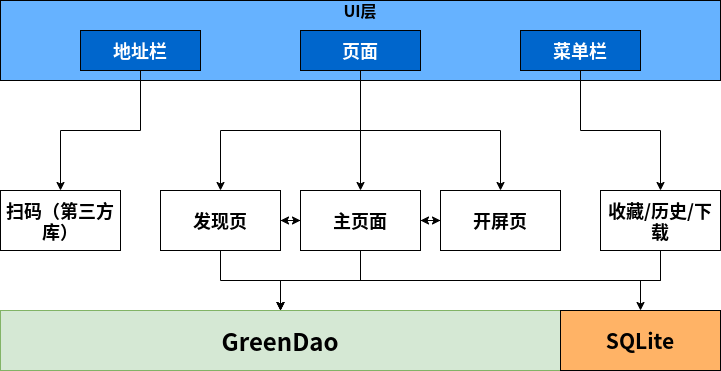 UI层
地址栏
页面
菜单栏
扫码（第三方
库）
发现页
主页面
开屏页
收藏/历史/下
载
GreenDao
SQLite